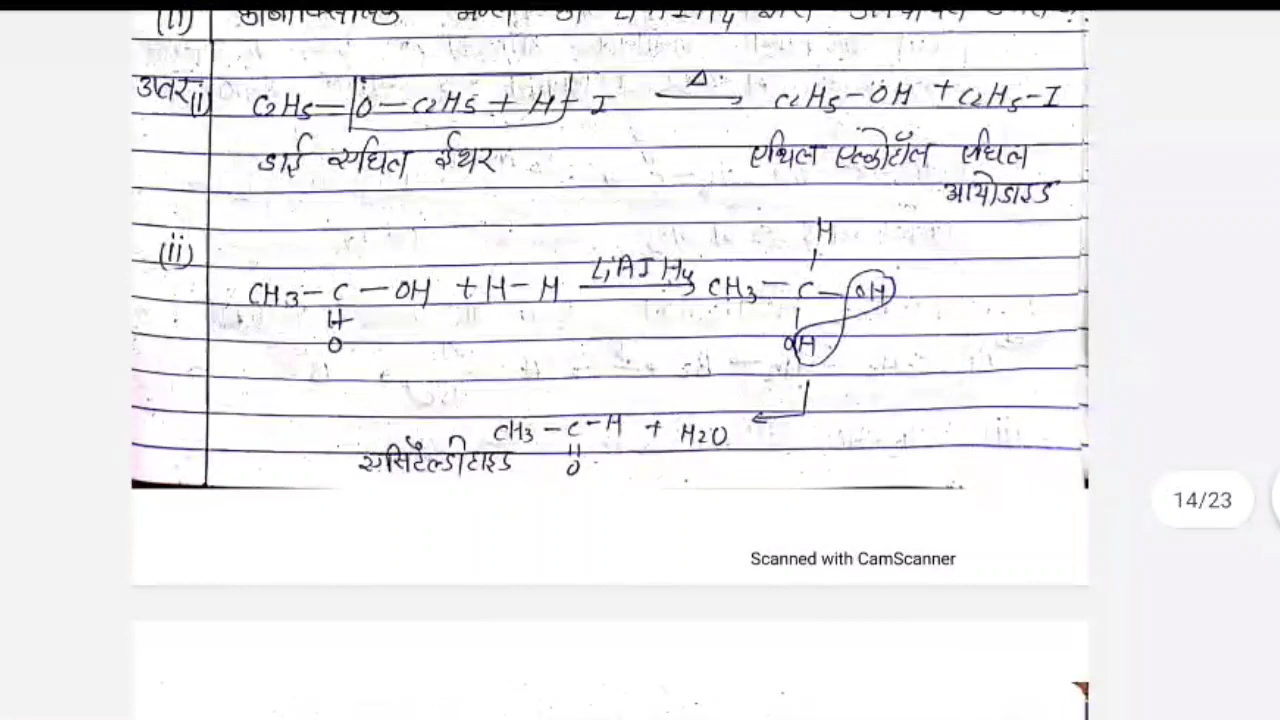 (ii)
उत्तर (i) C2H5 — O — C2H5 + H — I Δ → C2H5 — OH + C2H5 — I
डाई एथिल ईथर एथिल एल्कोहॉल एथिल
आयोडाइड
H
(ii) CH3 — C — OH + H — H LiAlH4 → CH3 — C — OH
O OH
CH3 — C — H + H2O
एसिटैल्डीहाइड O
14/23
Scanned with CamScanner